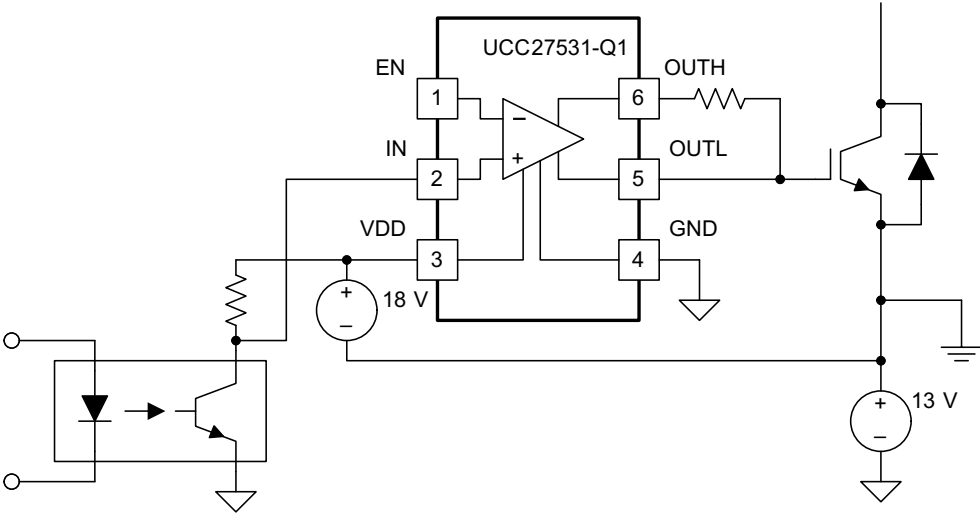 UCC27531-Q1
EN
OUTH
1
6
−
IN
OUTL
+
2
5
VDD
GND
3
4
+
18 V
−
+
13 V
−